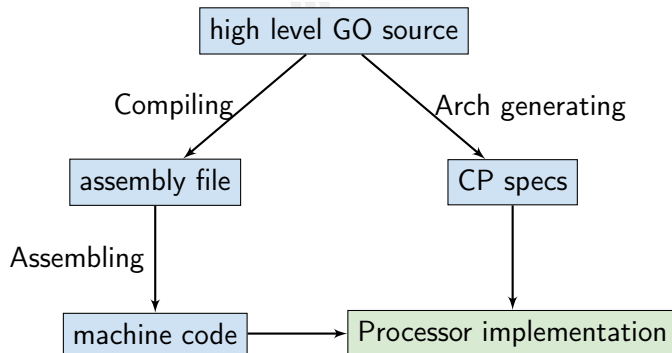 high level GO source
Compiling
Arch generating
assembly file
CP specs
Assembling
machine code
Processor implementation